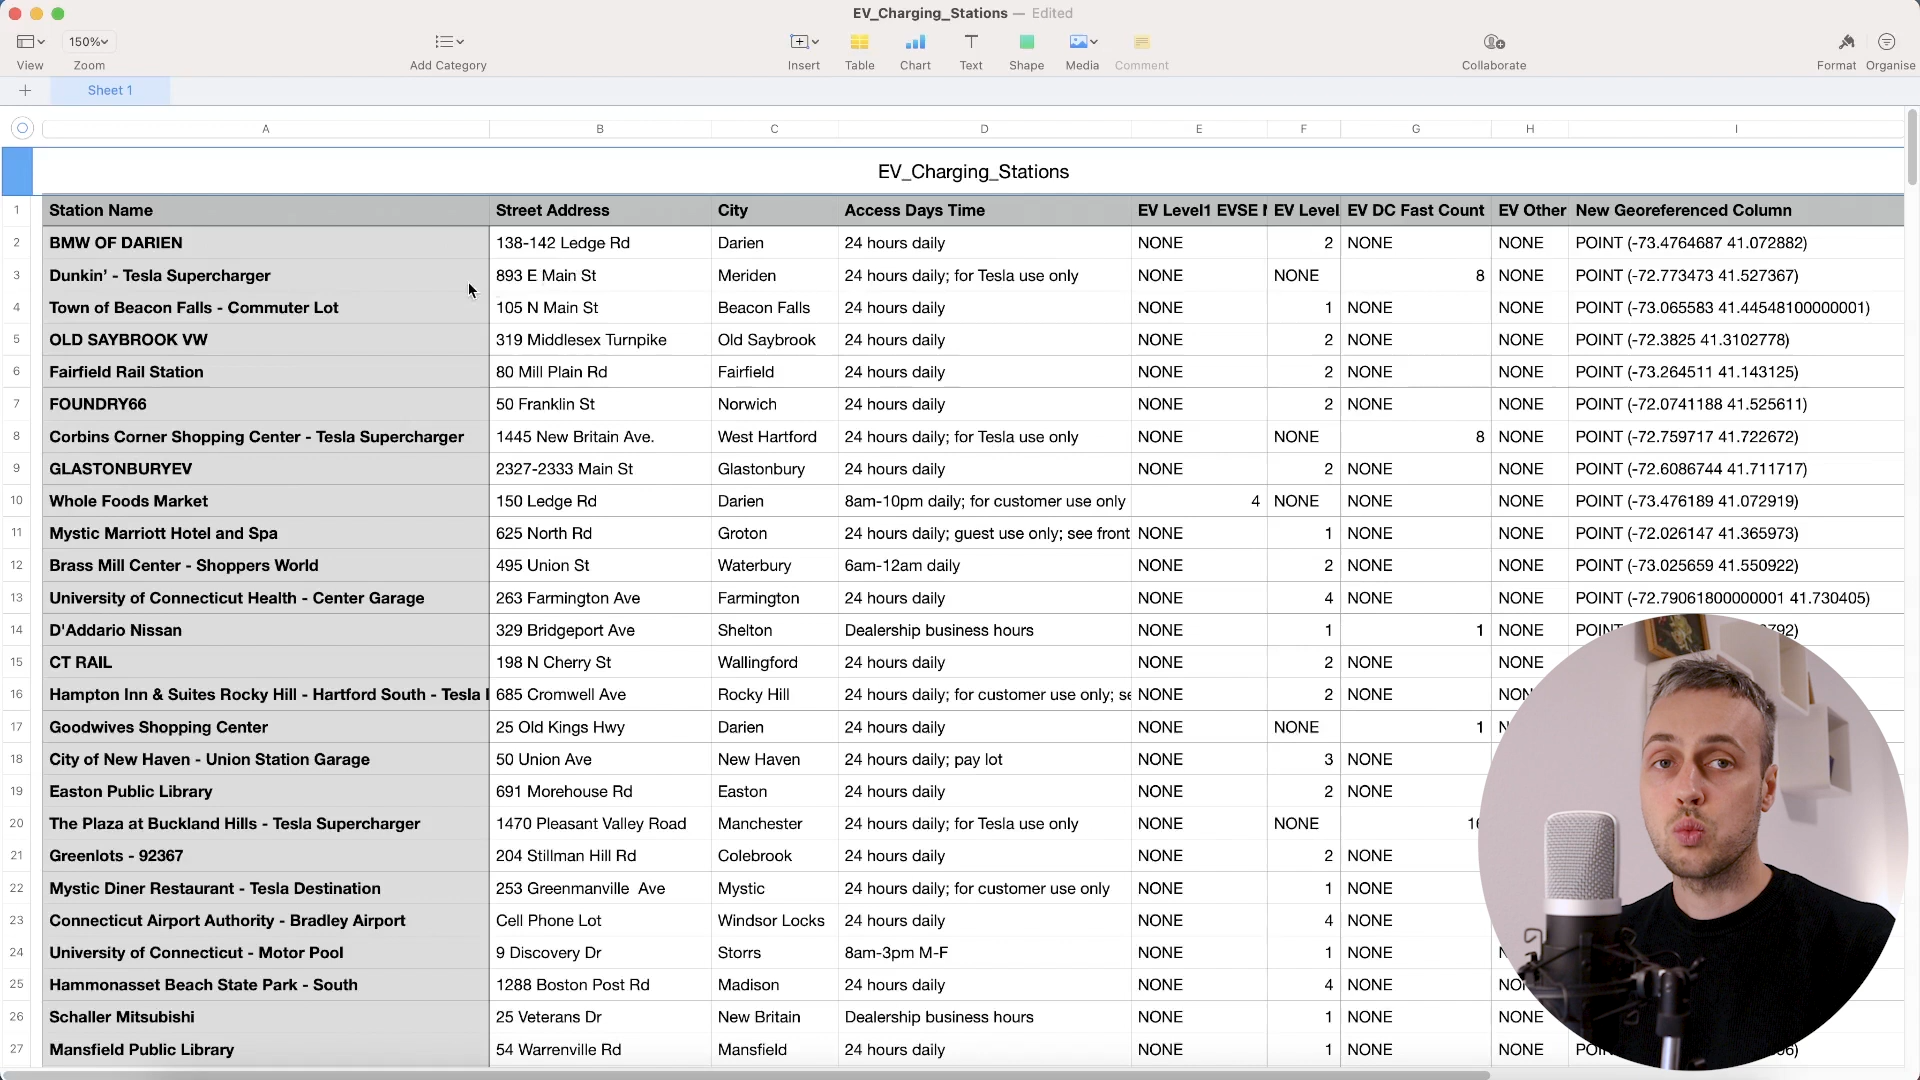 EV_Charging_Stations — Edited
150%
View Zoom Add Category Insert Table Chart Text Shape Media Comment Collaborate Format Organise
Sheet 1
A B C D E F G H I
EV_Charging_Stations
1 Station Name Street Address City Access Days Time EV Level1 EVSE EV Level EV DC Fast Count EV Other New Georeferenced Column
2 BMW OF DARIEN 138-142 Ledge Rd Darien 24 hours daily NONE 2 NONE NONE POINT (-73.4764687 41.072882)
3 Dunkin’ - Tesla Supercharger 893 E Main St Meriden 24 hours daily; for Tesla use only NONE NONE 8 NONE POINT (-72.773473 41.527367)
4 Town of Beacon Falls - Commuter Lot 105 N Main St Beacon Falls 24 hours daily NONE 1 NONE NONE POINT (-73.065583 41.44548100000001)
5 OLD SAYBROOK VW 319 Middlesex Turnpike Old Saybrook 24 hours daily NONE 2 NONE NONE POINT (-72.3825 41.3102778)
6 Fairfield Rail Station 80 Mill Plain Rd Fairfield 24 hours daily NONE 2 NONE NONE POINT (-73.264511 41.143125)
7 FOUNDRY66 50 Franklin St Norwich 24 hours daily NONE 2 NONE NONE POINT (-72.0741188 41.525611)
8 Corbins Corner Shopping Center - Tesla Supercharger 1445 New Britain Ave. West Hartford 24 hours daily; for Tesla use only NONE NONE 8 NONE POINT (-72.759717 41.722672)
9 GLASTONBURYEV 2327-2333 Main St Glastonbury 24 hours daily NONE 2 NONE NONE POINT (-72.6086744 41.711717)
10 Whole Foods Market 150 Ledge Rd Darien 8am-10pm daily; for customer use only 4 NONE NONE NONE POINT (-73.476189 41.072919)
11 Mystic Marriott Hotel and Spa 625 North Rd Groton 24 hours daily; guest use only; see front NONE 1 NONE NONE POINT (-72.026147 41.365973)
12 Brass Mill Center - Shoppers World 495 Union St Waterbury 6am-12am daily NONE 2 NONE NONE POINT (-73.025659 41.550922)
13 University of Connecticut Health - Center Garage 263 Farmington Ave Farmington 24 hours daily NONE 4 NONE NONE POINT (-72.79061800000001 41.730405)
14 D'Addario Nissan 329 Bridgeport Ave Shelton Dealership business hours NONE 1 1 NONE
15 CT RAIL 198 N Cherry St Wallingford 24 hours daily NONE 2 NONE NONE
16 Hampton Inn & Suites Rocky Hill - Hartford South - Tesla 685 Cromwell Ave Rocky Hill 24 hours daily; for customer use only; NONE 2 NONE
17 Goodwives Shopping Center 25 Old Kings Hwy Darien 24 hours daily NONE NONE 1
18 City of New Haven - Union Station Garage 50 Union Ave New Haven 24 hours daily; pay lot NONE 3 NONE
19 Easton Public Library 691 Morehouse Rd Easton 24 hours daily NONE 2 NONE
20 The Plaza at Buckland Hills - Tesla Supercharger 1470 Pleasant Valley Road Manchester 24 hours daily; for Tesla use only NONE NONE
21 Greenlots - 92367 204 Stillman Hill Rd Colebrook 24 hours daily NONE 2 NONE
22 Mystic Diner Restaurant - Tesla Destination 253 Greenmanville Ave Mystic 24 hours daily; for customer use only NONE 1 NONE
23 Connecticut Airport Authority - Bradley Airport Cell Phone Lot Windsor Locks 24 hours daily NONE 4 NONE
24 University of Connecticut - Motor Pool 9 Discovery Dr Storrs 8am-3pm M-F NONE 1 NONE
25 Hammonasset Beach State Park - South 1288 Boston Post Rd Madison 24 hours daily NONE 4 NONE
26 Schaller Mitsubishi 25 Veterans Dr New Britain Dealership business hours NONE 1 NONE NONE
27 Mansfield Public Library 54 Warrenville Rd Mansfield 24 hours daily NONE 1 NONE NONE